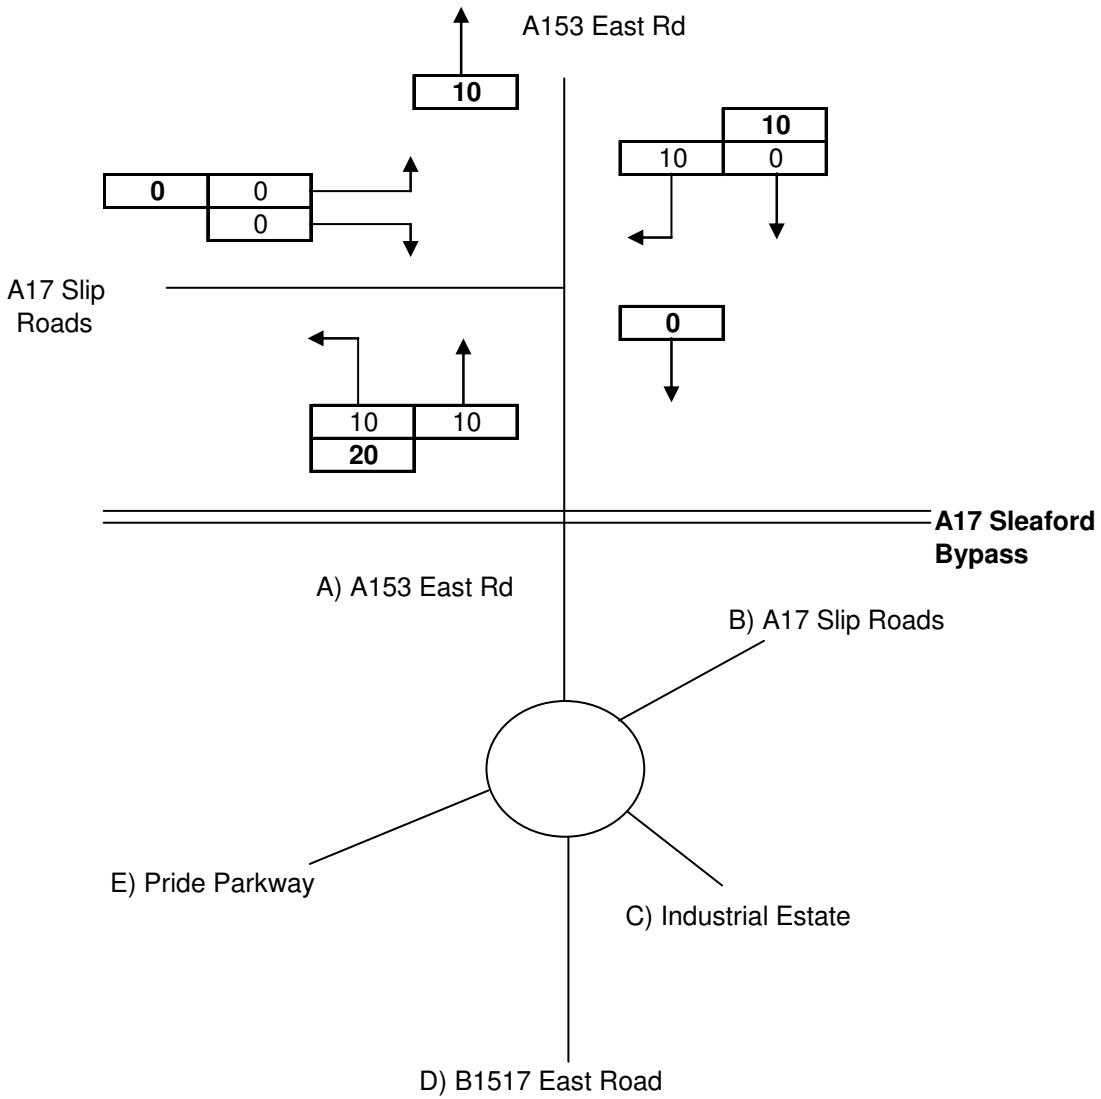 A153 East Rd
10
10
10 0
0 0
0
A17 Slip
Roads
0
10 10
20
A17 Sleaford
Bypass
A) A153 East Rd
B) A17 Slip Roads
E) Pride Parkway
C) Industrial Estate
D) B1517 East Road